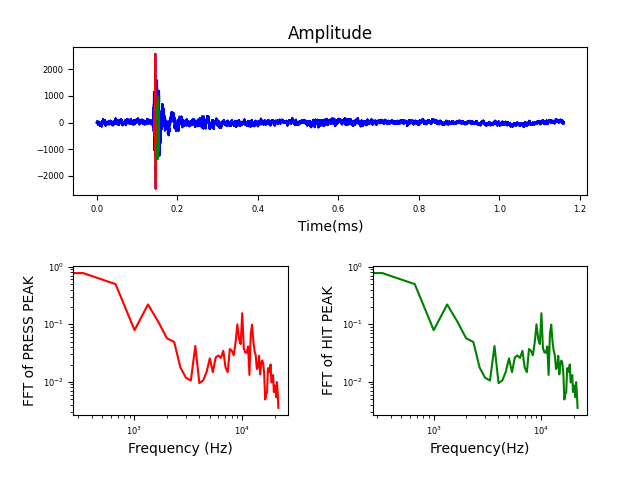 Amplitude
2000
1000
0
−1000
−2000
0.0 0.2 0.4 0.6 0.8 1.0 1.2
Time(ms)
FFT of PRESS PEAK
10⁰
10⁻¹
10⁻²
10³ 10⁴
Frequency (Hz)
FFT of HIT PEAK
10⁰
10⁻¹
10⁻²
10³ 10⁴
Frequency(Hz)